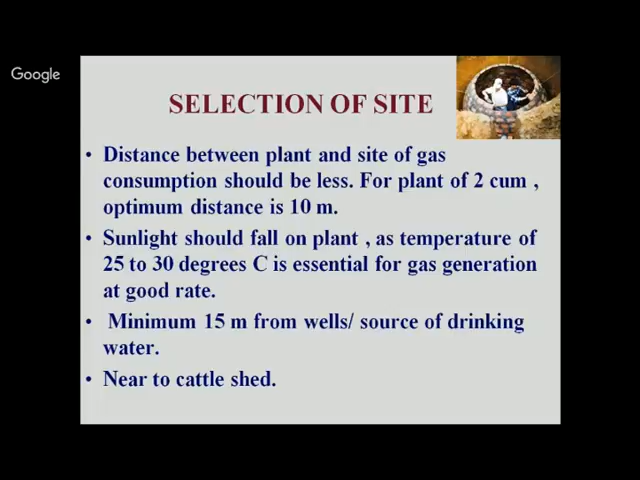 Google
SELECTION OF SITE
• Distance between plant and site of gas
consumption should be less. For plant of 2 cum ,
optimum distance is 10 m.
• Sunlight should fall on plant , as temperature of
25 to 30 degrees C is essential for gas generation
at good rate.
• Minimum 15 m from wells/ source of drinking
water.
• Near to cattle shed.